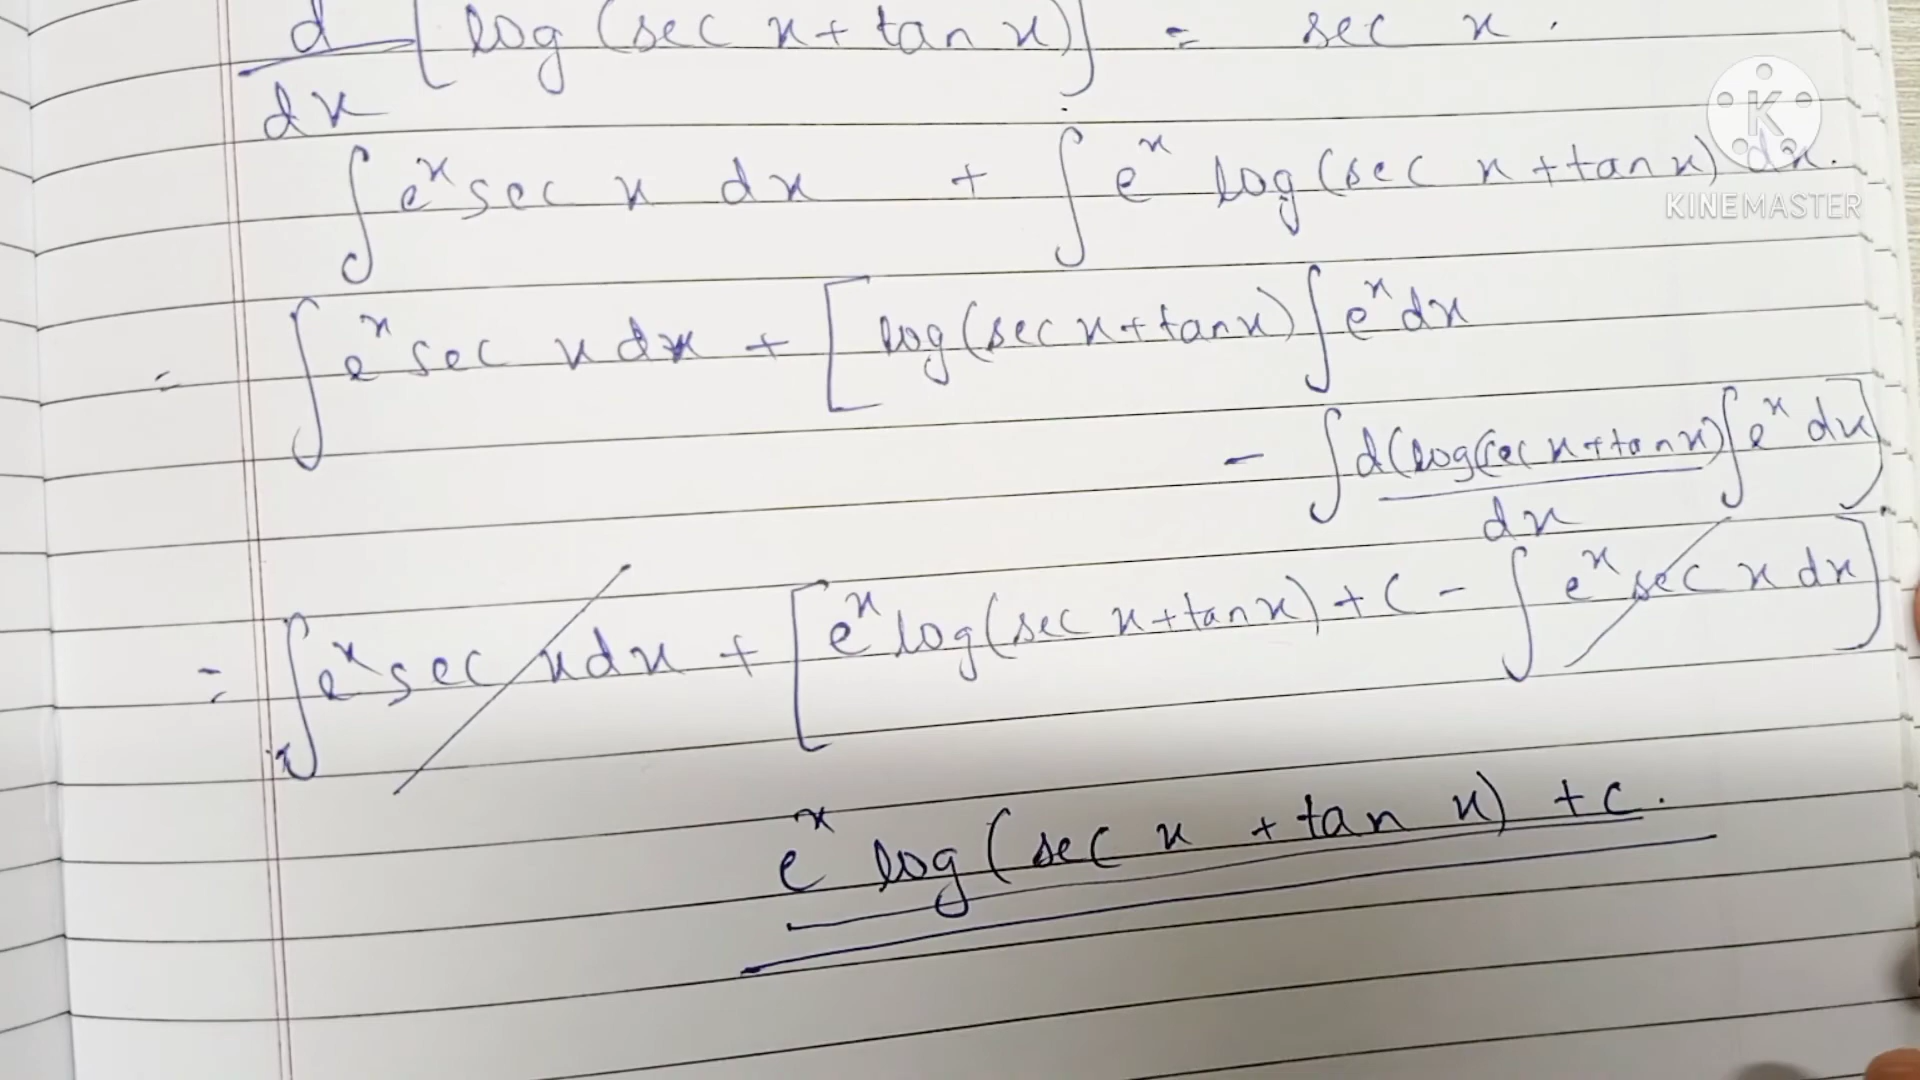 d/dx [log (sec x + tan x)] = sec x.
∫ e^x sec x dx + ∫ e^x log(sec x + tan x) dx.
= ∫ e^x sec x dx + [log(sec x + tan x) ∫ e^x dx
- ∫ d(log(sec x + tan x)/dx ∫ e^x dx]
= ∫ e^x sec x dx + [e^x log(sec x + tan x) + c - ∫ e^x sec x dx]
e^x log(sec x + tan x) + c.
K
KINEMASTER